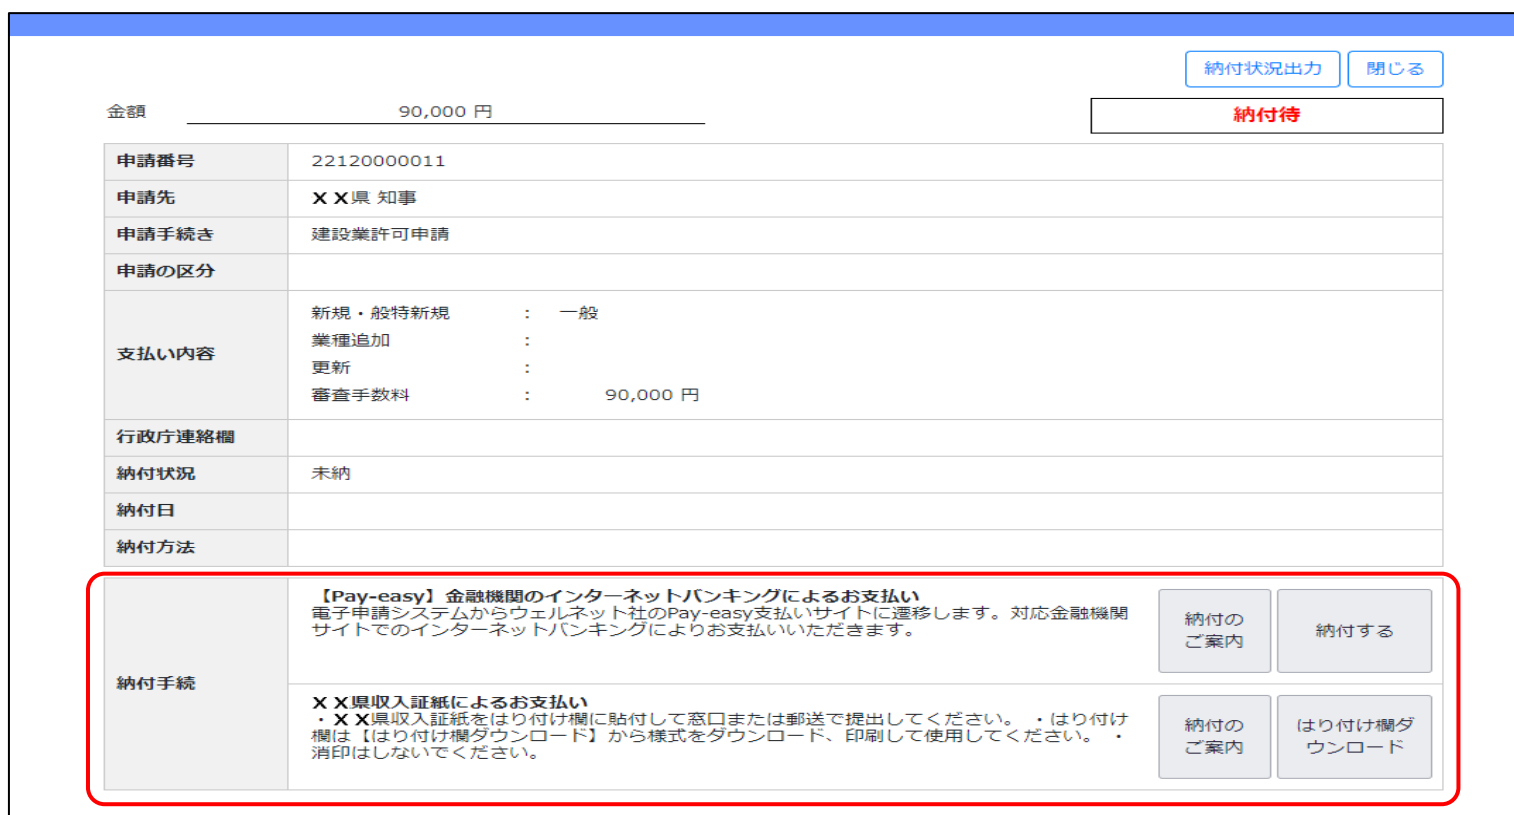 納付状況出力 閉じる
金額 90,000 円 納付待
申請番号 22120000011
申請先 X X県 知事
申請手続き 建設業許可申請
申請の区分
支払い内容
新規・般特新規 : 一般
業種追加 :
更新 :
審査手数料 : 90,000 円
行政庁連絡欄
納付状況 未納
納付日
納付方法
納付手続
【Pay-easy】金融機関のインターネットバンキングによるお支払い
電子申請システムからウェルネット社のPay-easy支払いサイトに遷移します。対応金融機関
サイトでのインターネットバンキングによりお支払いいただきます。
納付の
ご案内
納付する
X X県収入証紙によるお支払い
・X X県収入証紙をはり付け欄に貼付して窓口または郵送で提出してください。 ・はり付け
欄は【はり付け欄ダウンロード】から様式をダウンロード、印刷して使用してください。 ・
消印はしないでください。
納付の
ご案内
はり付け欄ダ
ウンロード